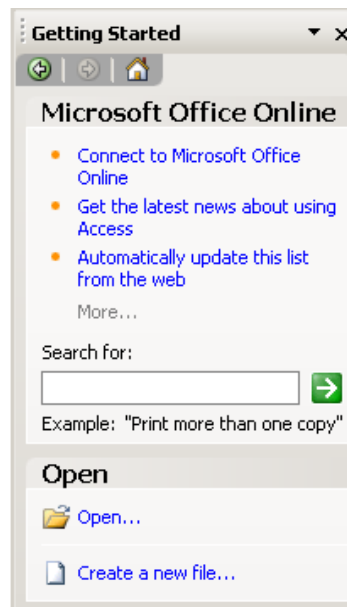 Getting Started
Microsoft Office Online
Connect to Microsoft Office
Online
Get the latest news about using
Access
Automatically update this list
from the web
More...
Search for:
Example: "Print more than one copy"
Open
Open...
Create a new file...